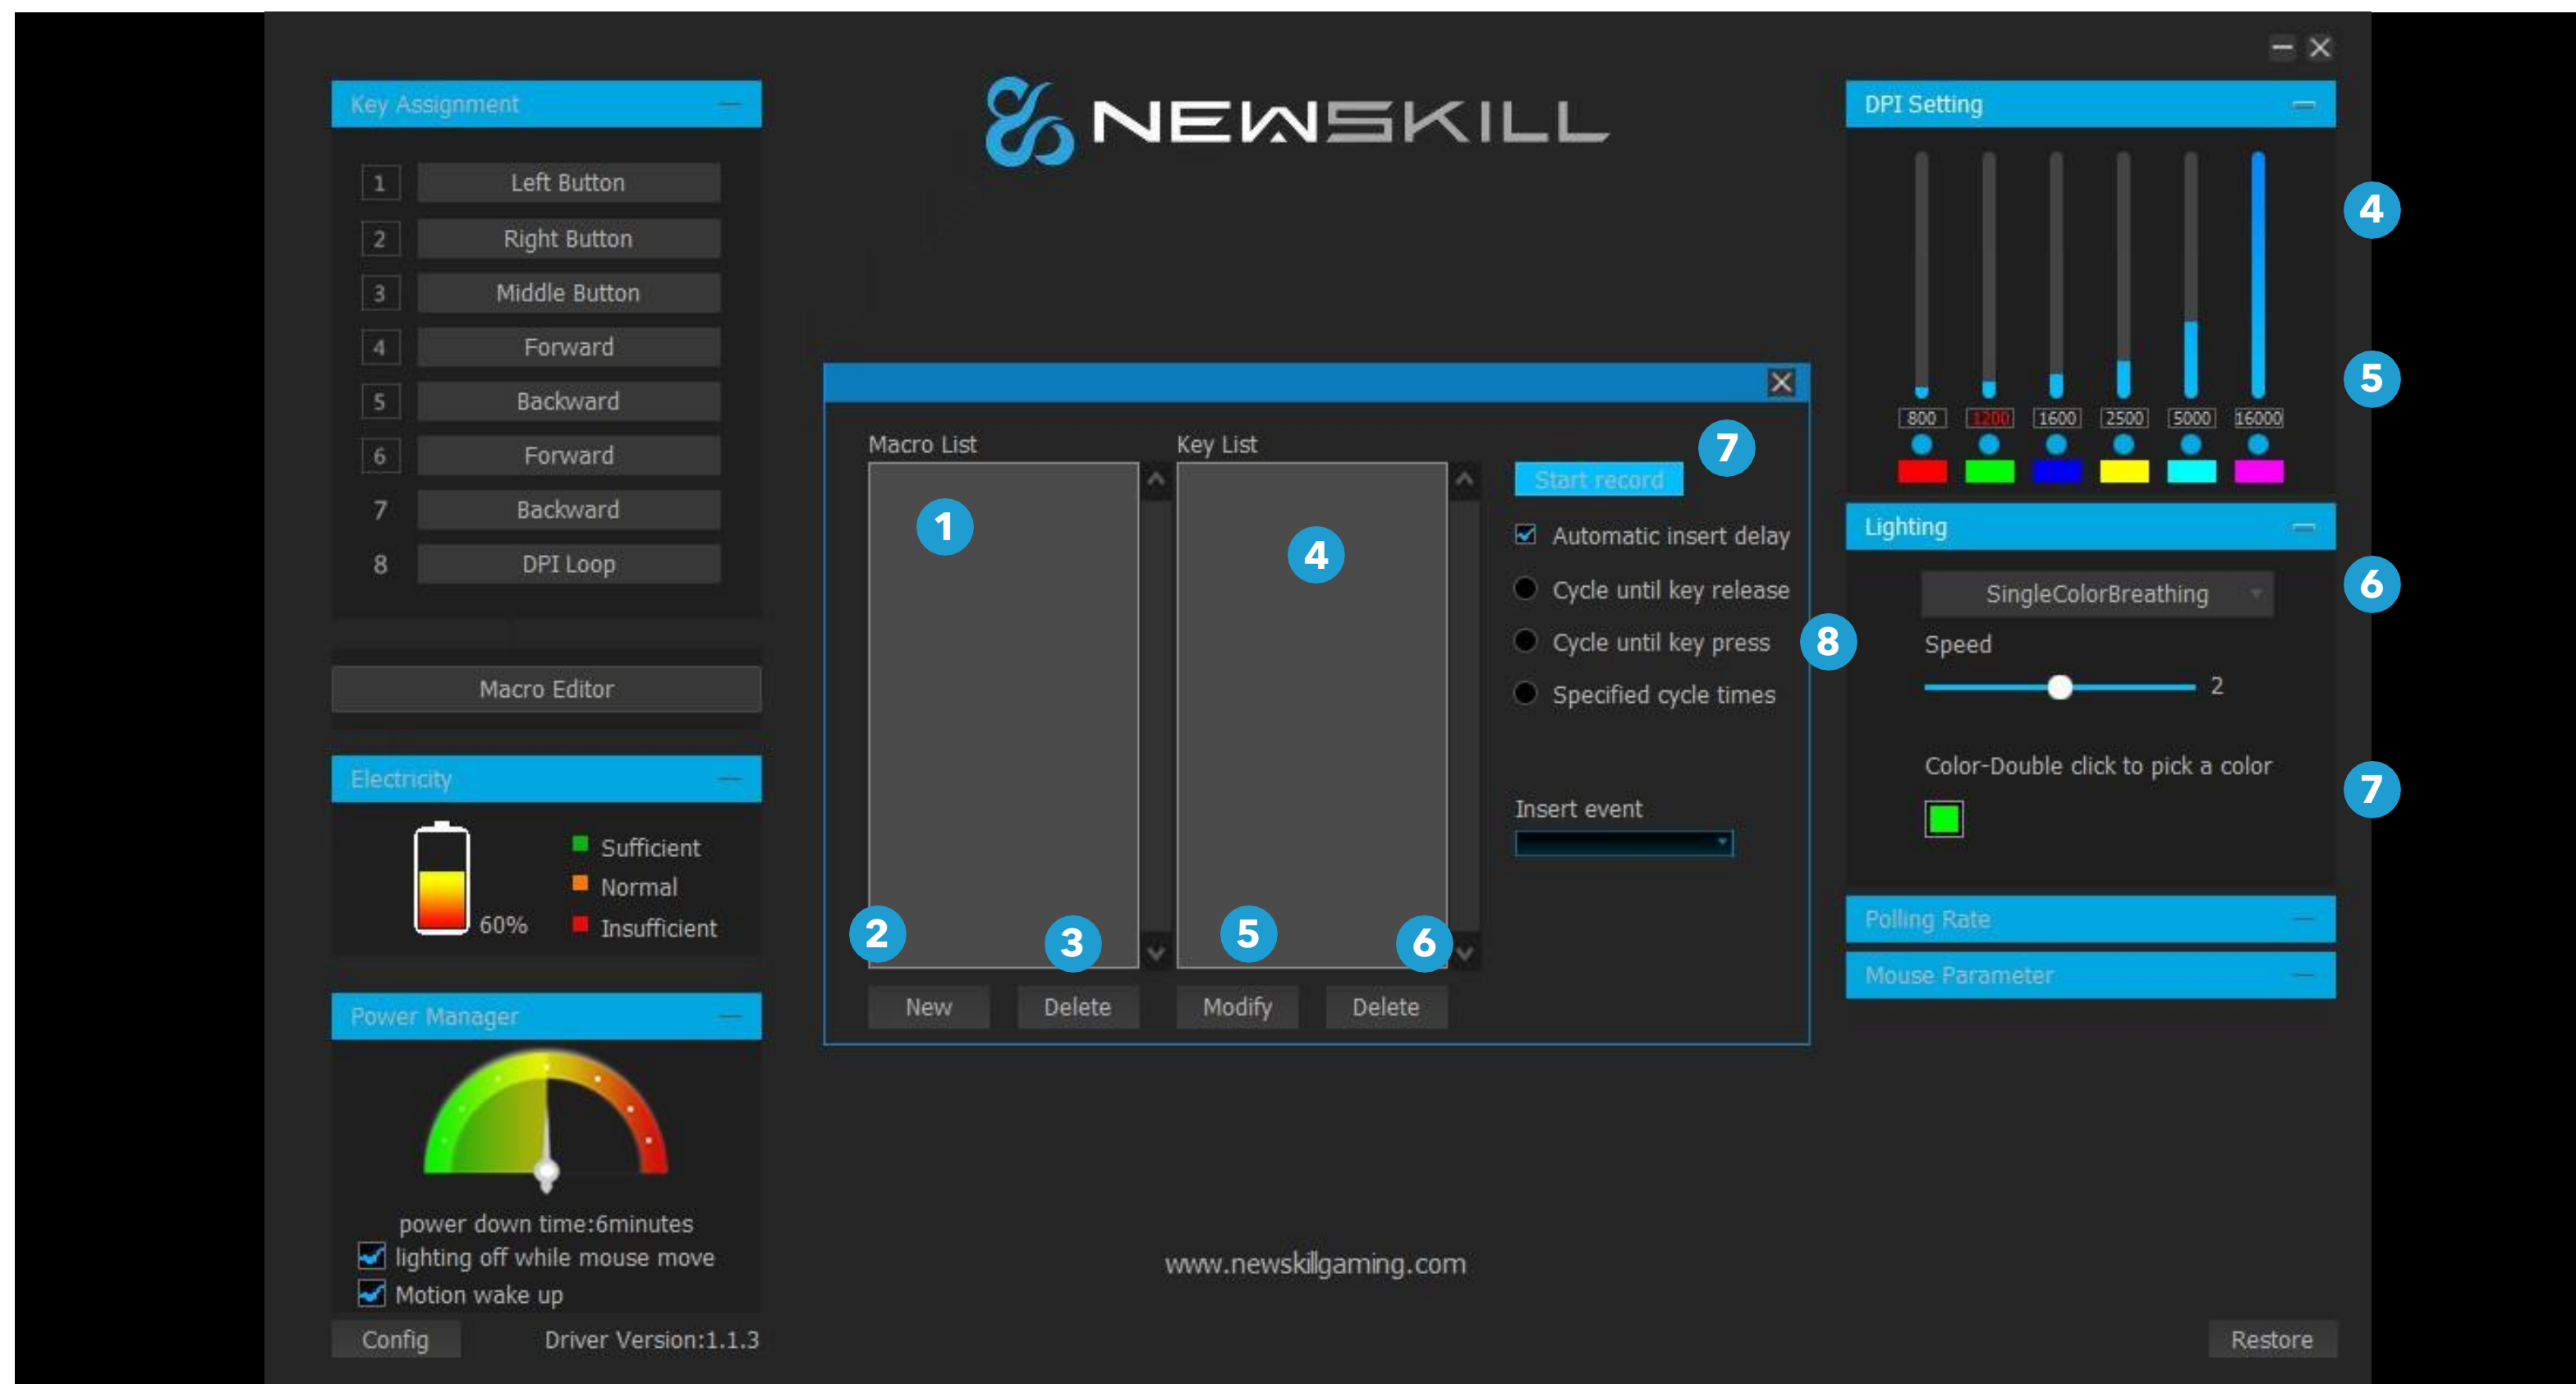 Key Assignment
1 Left Button
2 Right Button
3 Middle Button
4 Forward
5 Backward
6 Forward
7 Backward
8 DPI Loop
Macro Editor
Electricity
60%
Sufficient
Normal
Insufficient
Power Manager
power down time:6minutes
lighting off while mouse move
Motion wake up
Config
Driver Version:1.1.3
NEWSKILL
Macro List
Key List
7
Start record
1
4
Automatic insert delay
Cycle until key release
Cycle until key press
8
Specified cycle times
Insert event
2
3
5
6
New
Delete
Modify
Delete
www.newskillgaming.com
DPI Setting
4
5
800 1200 1600 2500 5000 16000
Lighting
SingleColorBreathing
6
Speed
2
Color-Double click to pick a color
7
Polling Rate
Mouse Parameter
Restore